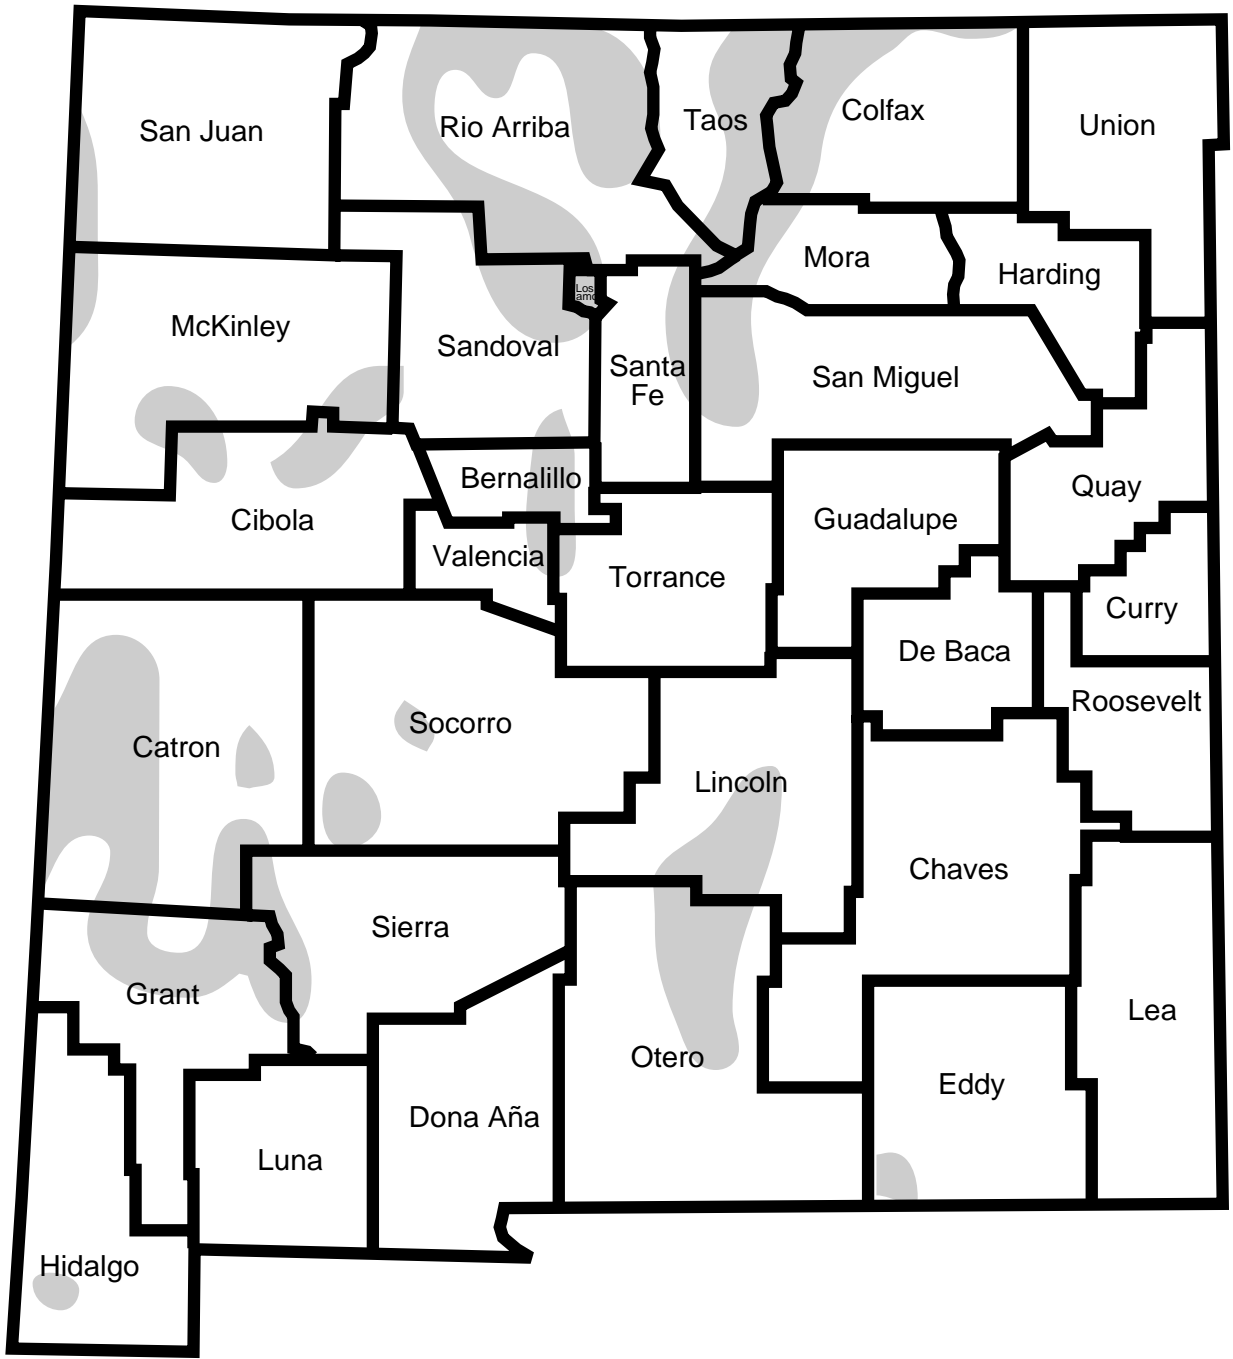 San Juan
Rio Arriba
Taos
Colfax
Union
Mora
Harding
Los
amo
McKinley
Sandoval
Santa
Fe
San Miguel
Bernalillo
Quay
Cibola
Guadalupe
Valencia
Torrance
Curry
De Baca
Roosevelt
Socorro
Catron
Lincoln
Chaves
Sierra
Grant
Lea
Otero
Eddy
Dona Aña
Luna
Hidalgo